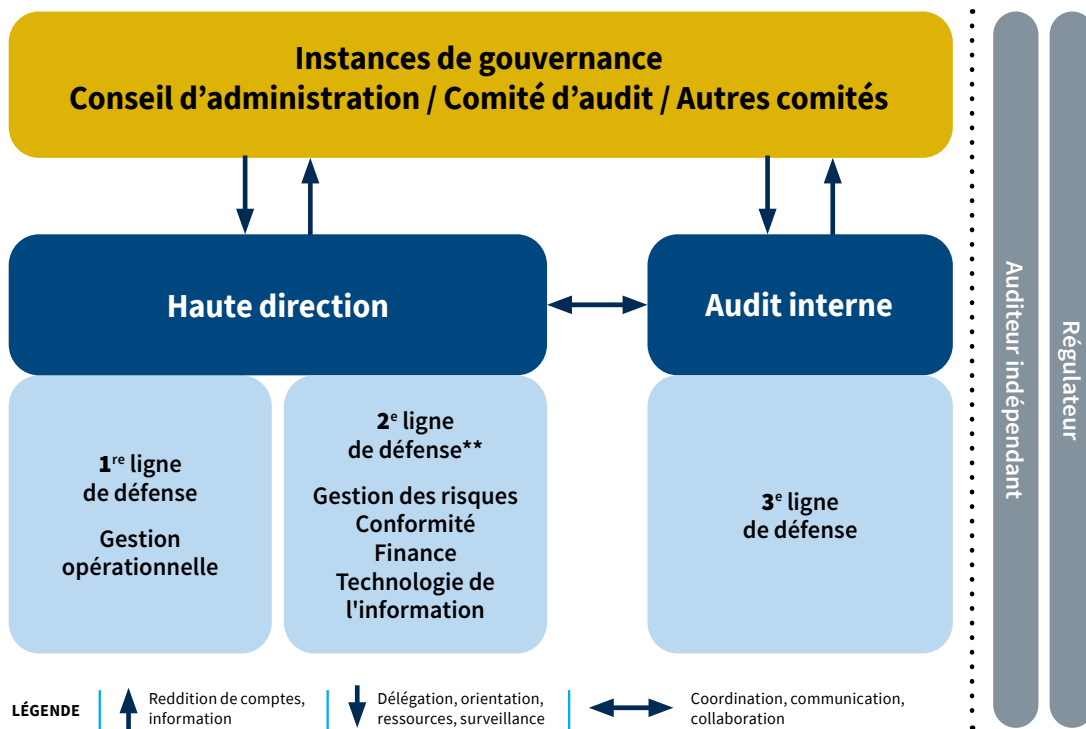 Instances de gouvernance
Conseil d'administration / Comité d'audit / Autres comités
Haute direction
Audit interne
1re ligne
de défense
Gestion
opérationnelle
2e ligne
de défense**
Gestion des risques
Conformité
Finance
Technologie de
l'information
3e ligne
de défense
Auditeur indépendant
Régulateur
LÉGENDE
Reddition de comptes,
information
Délégation, orientation,
ressources, surveillance
Coordination, communication,
collaboration